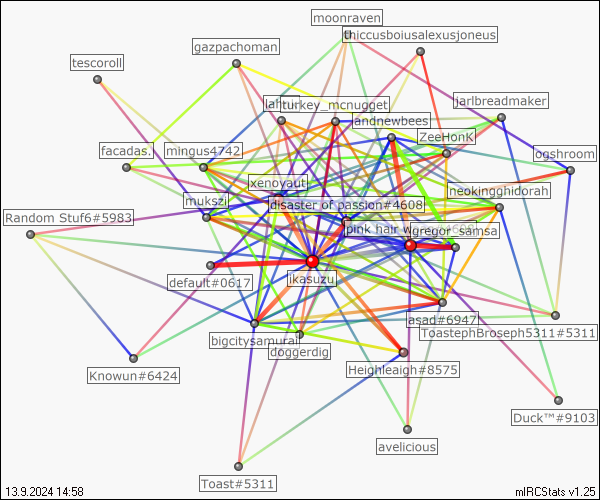 moonraven
thiccusboiusalexusjoneus
gazpachoman
tescoroll
turkey_mcnugget
jarlbreadmaker
andnewbees
ZeeHonK
facadas.
mingus4742
ogshroom
xenoyaut
neokingghidorah
mukszi
disaster of passion#4608
Random Stuf6#5983
pink hair
gregor_samsa
default#0617
ikasuzu
asad#6947
ToastephBroseph5311#5311
bigcitysamurai
doggerdig
Heighleaigh#8575
Knowun#6424
Duck™#9103
avelicious
Toast#5311
13.9.2024 14:58
mIRCStats v1.25